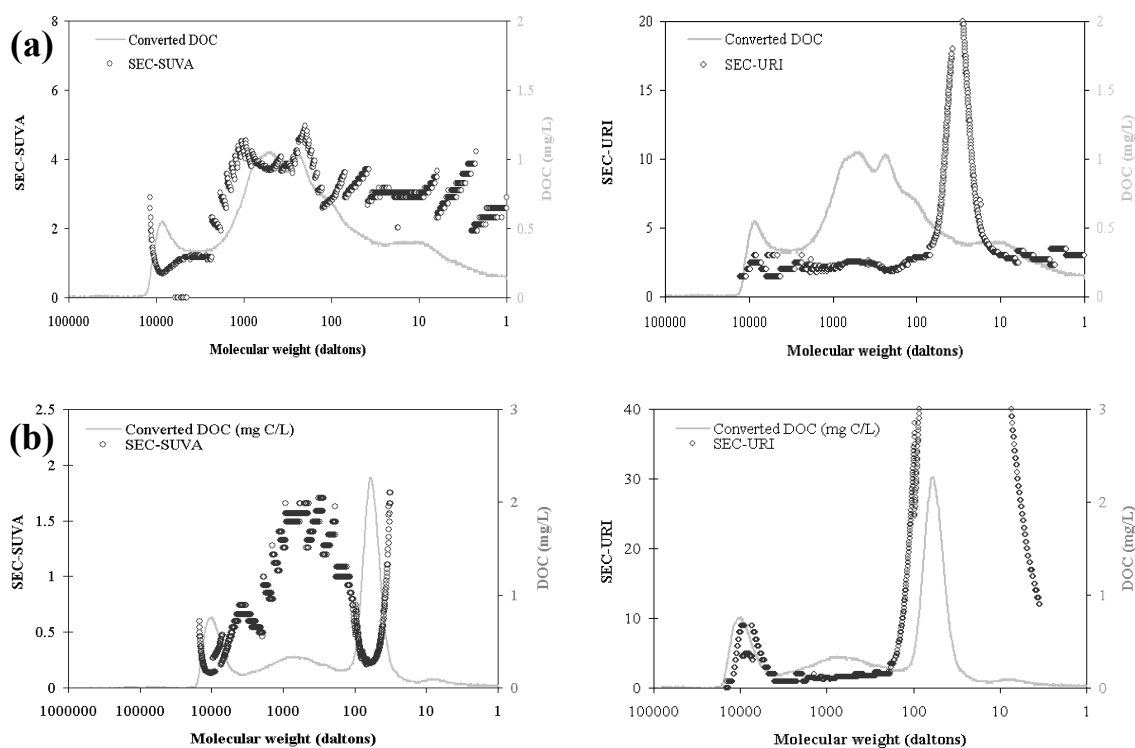 (a)
8
6
4
2
0
SEC-SUVA
Converted DOC
SEC-SUVA
2
1.5
1
0.5
0
DOC (mg/L)
100000 10000 1000 100 10 1
Molecular weight (daltons)
20
15
10
5
0
SEC-URI
Converted DOC
SEC-URI
2
1.5
1
0.5
0
DOC (mg/L)
100000 10000 1000 100 10 1
Molecular weight (daltons)
(b)
2.5
2
1.5
1
0.5
0
SEC-SUVA
Converted DOC (mg C/L)
SEC-SUVA
3
2
1
0
DOC (mg/L)
1000000 100000 10000 1000 100 10 1
Molecular weight (daltons)
40
30
20
10
0
SEC-URI
Converted DOC (mg C/L)
SEC-URI
3
2
1
0
DOC (mg/L)
100000 10000 1000 100 10 1
Molecular weight (daltons)